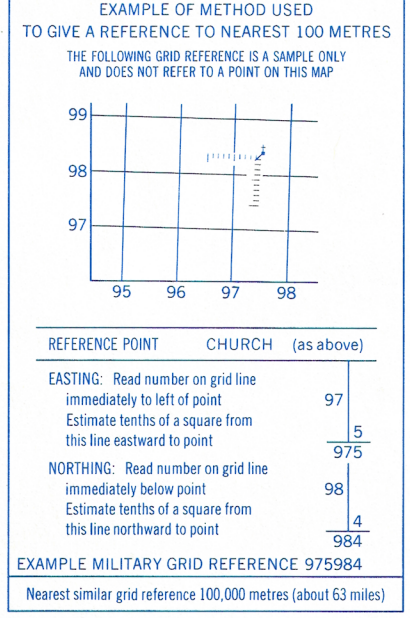 EXAMPLE OF METHOD USED
TO GIVE A REFERENCE TO NEAREST 100 METRES
THE FOLLOWING GRID REFERENCE IS A SAMPLE ONLY
AND DOES NOT REFER TO A POINT ON THIS MAP
99
98
97
95 96 97 98
REFERENCE POINT CHURCH (as above)
EASTING: Read number on grid line
immediately to left of point 97
Estimate tenths of a square from
this line eastward to point 5
975
NORTHING: Read number on grid line
immediately below point 98
Estimate tenths of a square from
this line northward to point 4
984
EXAMPLE MILITARY GRID REFERENCE 975984
Nearest similar grid reference 100,000 metres (about 63 miles)